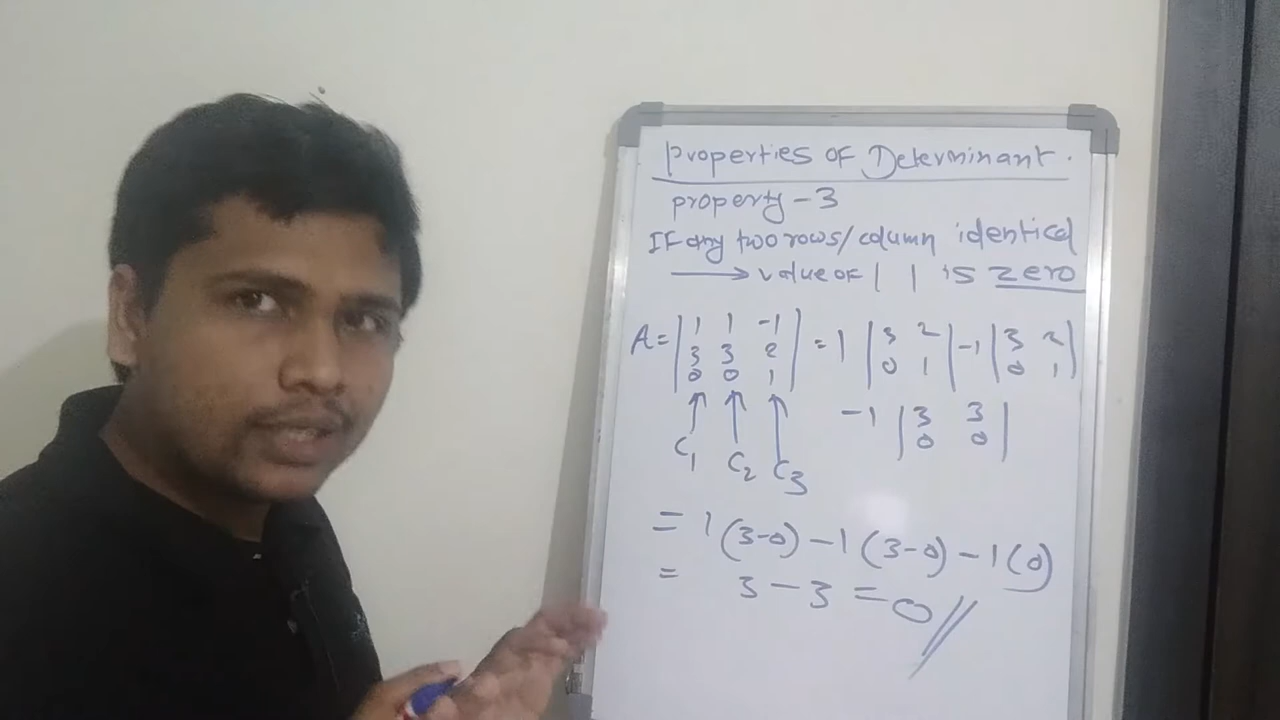 Properties OF Determinant.
property-3
IF any two rows/column identical
→ value of | | is zero
A= | 1 1 -1 | = 1 | 3 2 | -1 | 3 2 |
| 3 3 2 | | 0 1 | | 0 1 |
| 0 0 1 |
-1 | 3 3 |
| 0 0 |
↑ ↑ ↑
C1 C2 C3
= 1(3-0) -1(3-0) -1(0)
= 3-3 = 0//